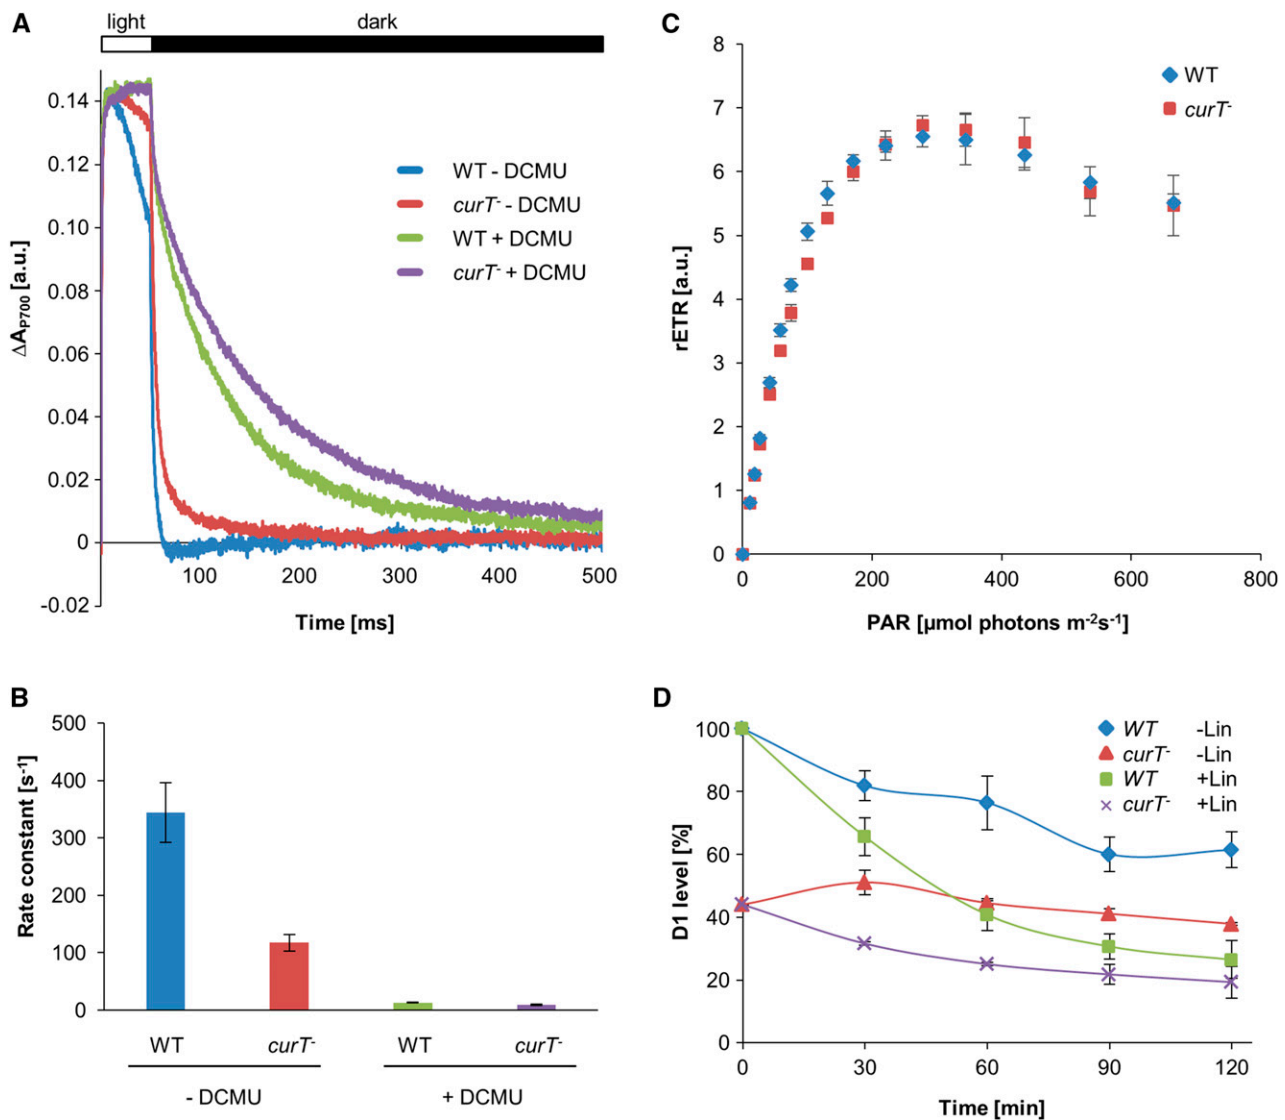 A
light dark
0.14
0.12
0.10
0.08
0.06
0.04
0.02
0
-0.02
ΔA_P700 [a.u.]
WT - DCMU
curT⁻ - DCMU
WT + DCMU
curT⁻ + DCMU
100 200 300 400 500
Time [ms]
C
8
7
6
5
4
3
2
1
0
rETR [a.u.]
WT
curT⁻
0 200 400 600 800
PAR [µmol photons m⁻²s⁻¹]
B
500
400
300
200
100
0
Rate constant [s⁻¹]
WT curT⁻ WT curT⁻
- DCMU + DCMU
D
100
80
60
40
20
0
D1 level [%]
WT -Lin
curT⁻ -Lin
WT +Lin
curT⁻ +Lin
0 30 60 90 120
Time [min]